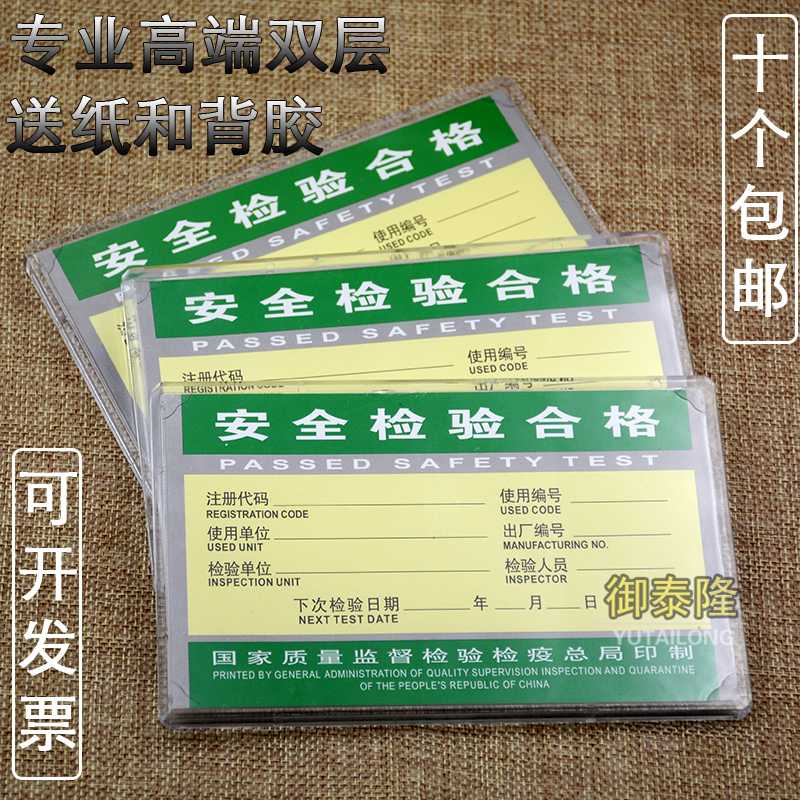 专业高端双层
送纸和背胶
十个包邮
可开发票
安全检验合格
PASSED SAFETY TEST
使用编号
USED CODE
安全检验合格
PASSED SAFETY TEST
注册代码
REGISTRATION CODE
使用编号
USED CODE
出厂编号
安全检验合格
PASSED SAFETY TEST
注册代码
REGISTRATION CODE
使用编号
USED CODE
使用单位
USED UNIT
出厂编号
MANUFACTURING NO.
检验单位
INSPECTION UNIT
检验人员
INSPECTOR
下次检验日期 年 月 日
NEXT TEST DATE
御泰隆
YUTAILONG
国家质量监督检验检疫总局印制
PRINTED BY GENERAL ADMINISTRATION OF QUALITY SUPERVISION INSPECTION AND QUARANTINE
OF THE PEOPLE'S REPUBLIC OF CHINA